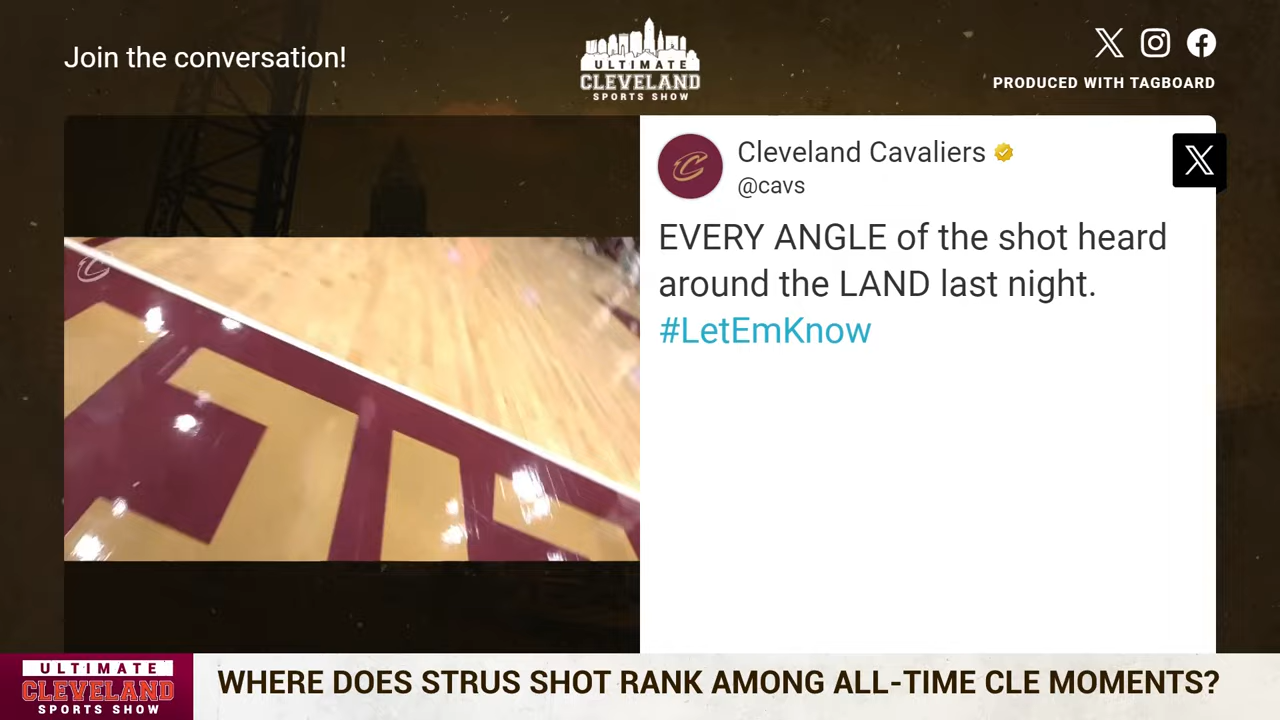 Join the conversation!
ULTIMATE
CLEVELAND
SPORTS SHOW
PRODUCED WITH TAGBOARD
Cleveland Cavaliers
@cavs
EVERY ANGLE of the shot heard
around the LAND last night.
#LetEmKnow
ULTIMATE
CLEVELAND
SPORTS SHOW
WHERE DOES STRUS SHOT RANK AMONG ALL-TIME CLE MOMENTS?